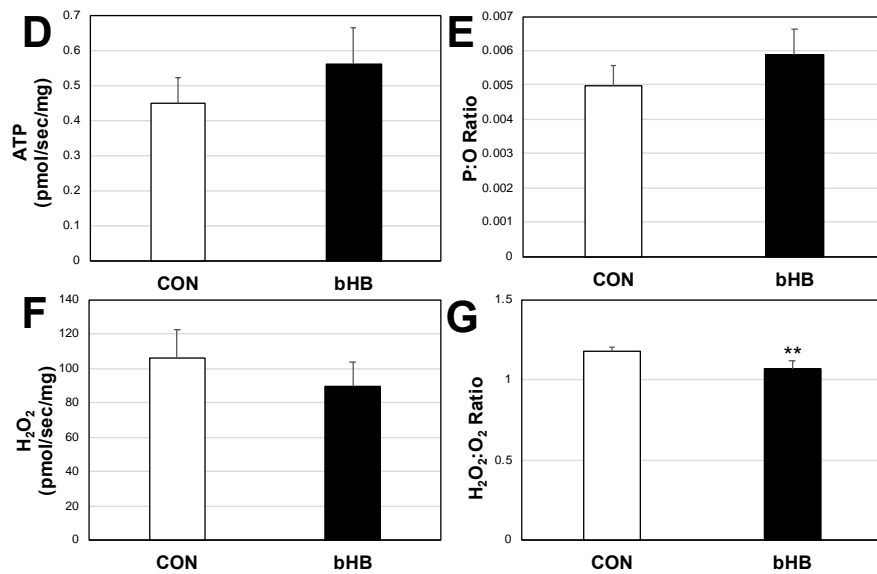 D
ATP
(pmol/sec/mg)
0.7
0.6
0.5
0.4
0.3
0.2
0.1
0
CON
bHB
E
P:O Ratio
0.007
0.006
0.005
0.004
0.003
0.002
0.001
0
CON
bHB
F
H₂O₂
(pmol/sec/mg)
140
120
100
80
60
40
20
0
CON
bHB
G
H₂O₂:O₂ Ratio
1.5
1
0.5
0
**
CON
bHB